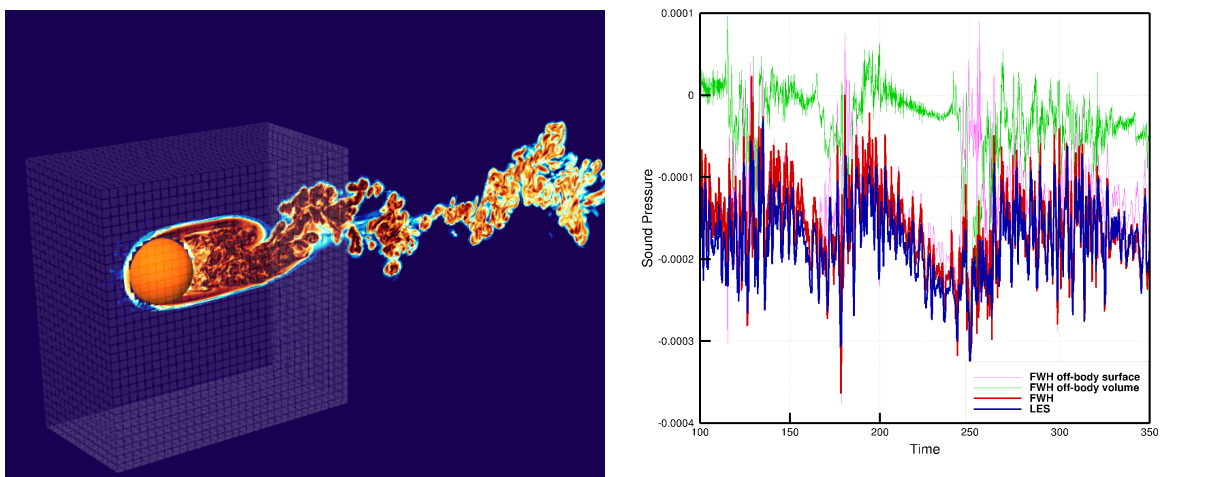 0.0001
0
-0.0001
-0.0002
-0.0003
-0.0004
Sound Pressure
100
150
200
250
300
350
Time
FWH off-body surface
FWH off-body volume
FWH
LES